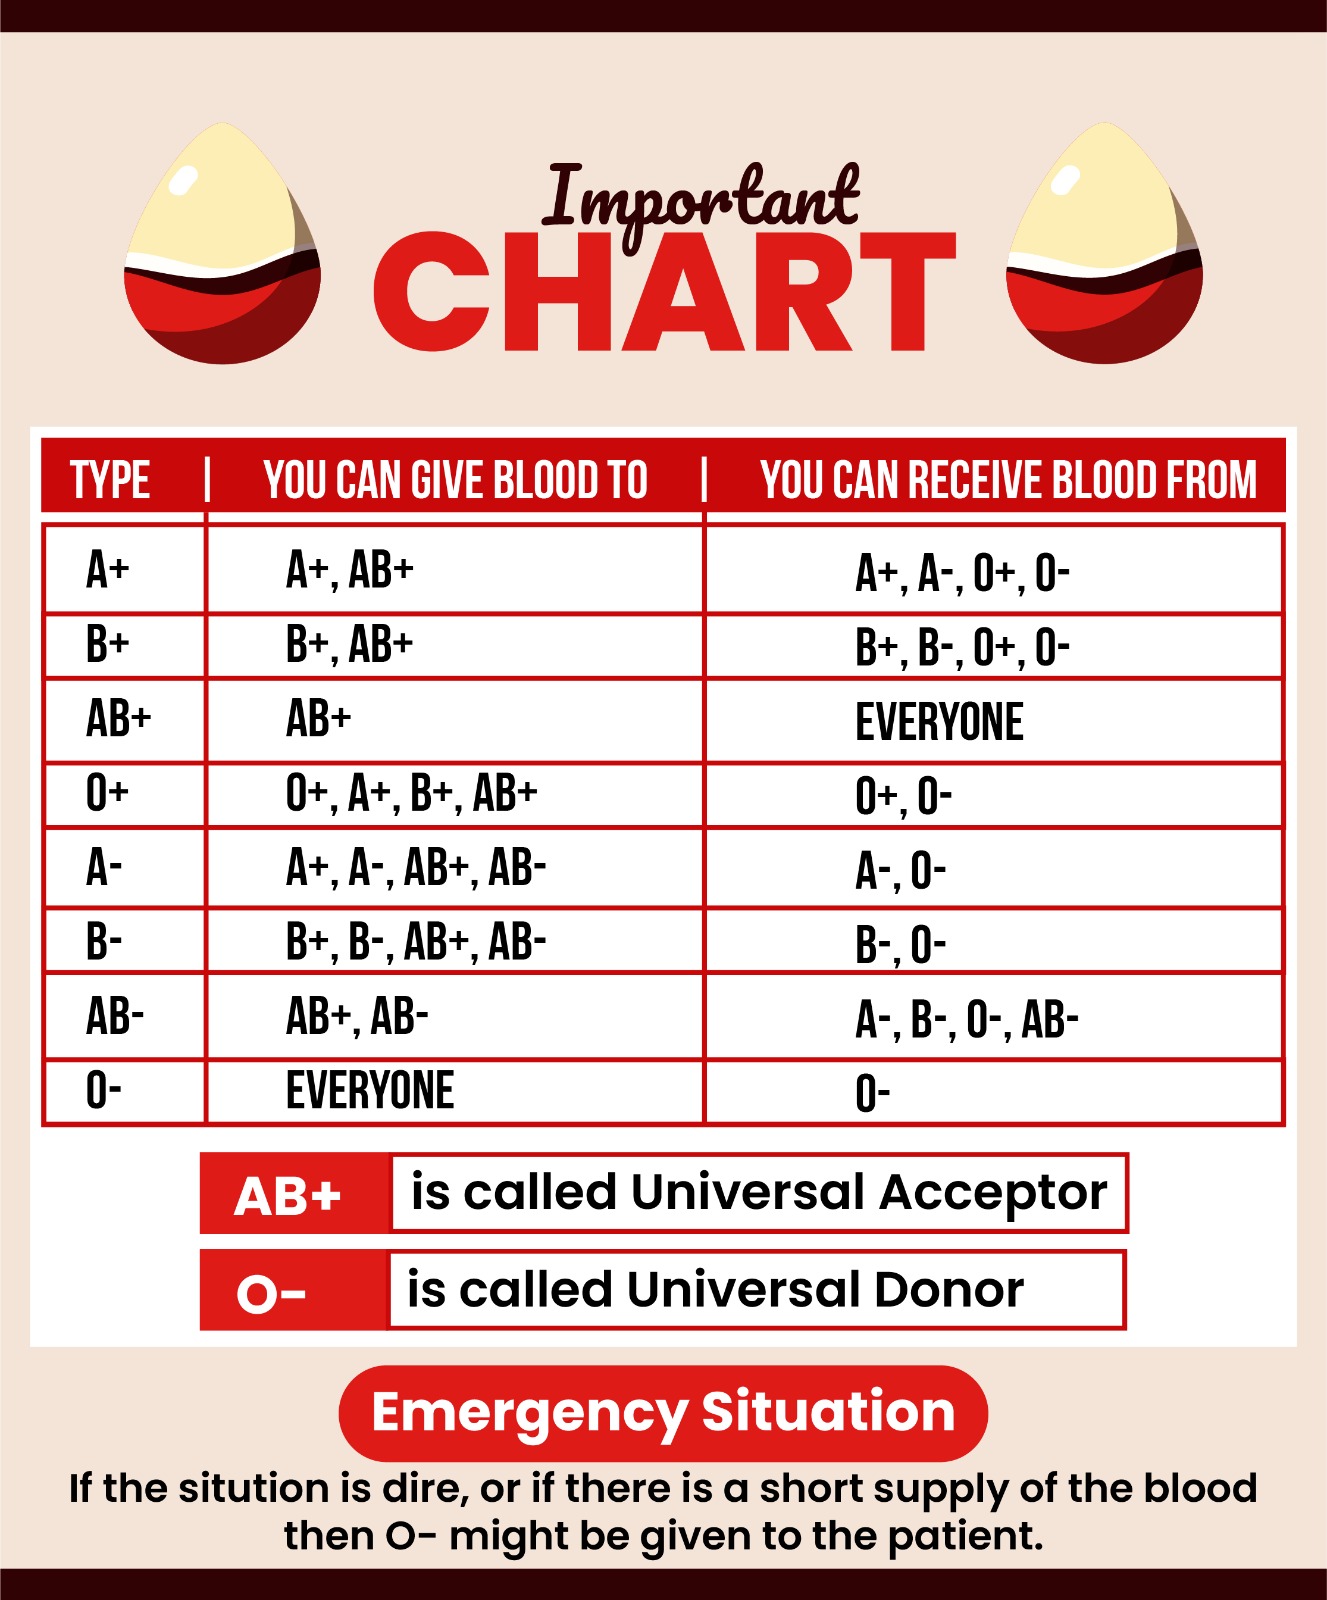 Important
CHART
TYPE | YOU CAN GIVE BLOOD TO | YOU CAN RECEIVE BLOOD FROM
A+ A+, AB+ A+, A-, O+, O-
B+ B+, AB+ B+, B-, O+, O-
AB+ AB+ EVERYONE
O+ O+, A+, B+, AB+ O+, O-
A- A+, A-, AB+, AB- A-, O-
B- B+, B-, AB+, AB- B-, O-
AB- AB+, AB- A-, B-, O-, AB-
O- EVERYONE O-
AB+ is called Universal Acceptor
O- is called Universal Donor
Emergency Situation
If the sitution is dire, or if there is a short supply of the blood
then O- might be given to the patient.